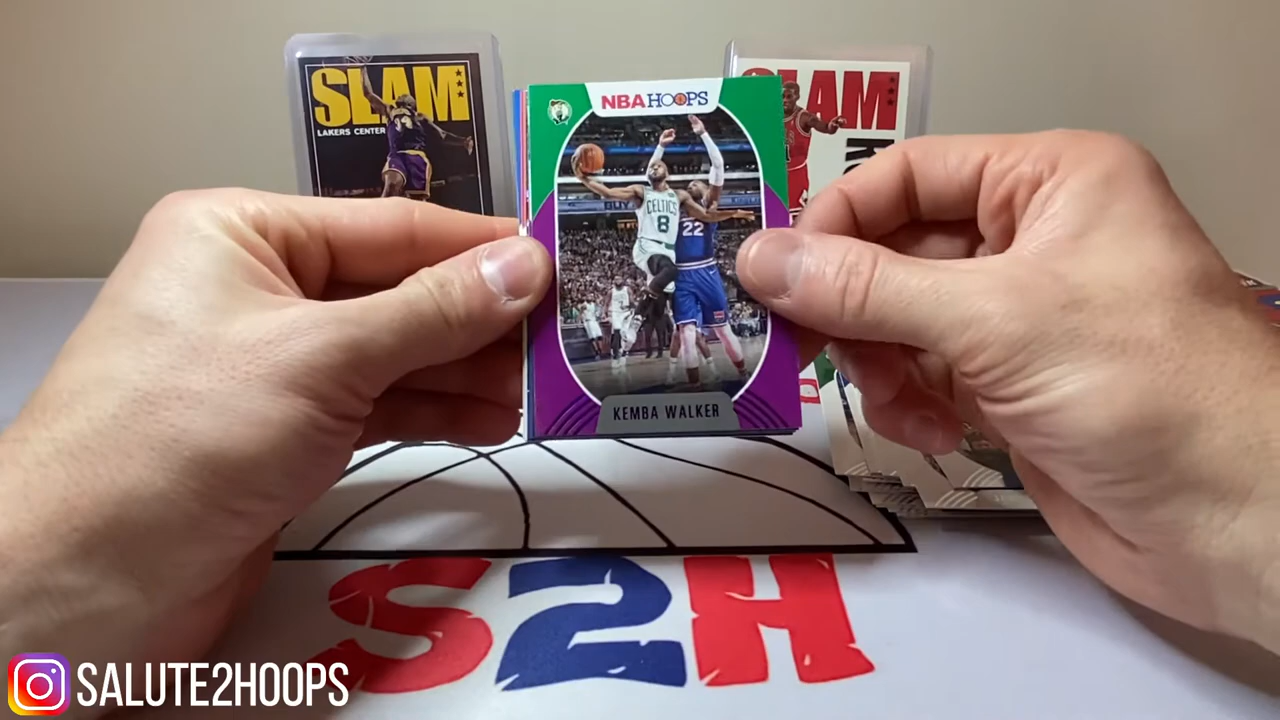 SLAM
LAKERS CENTER
SLAM
NBA HOOPS
CELTICS
8
22
KEMBA WALKER
S2H
SALUTE2HOOPS